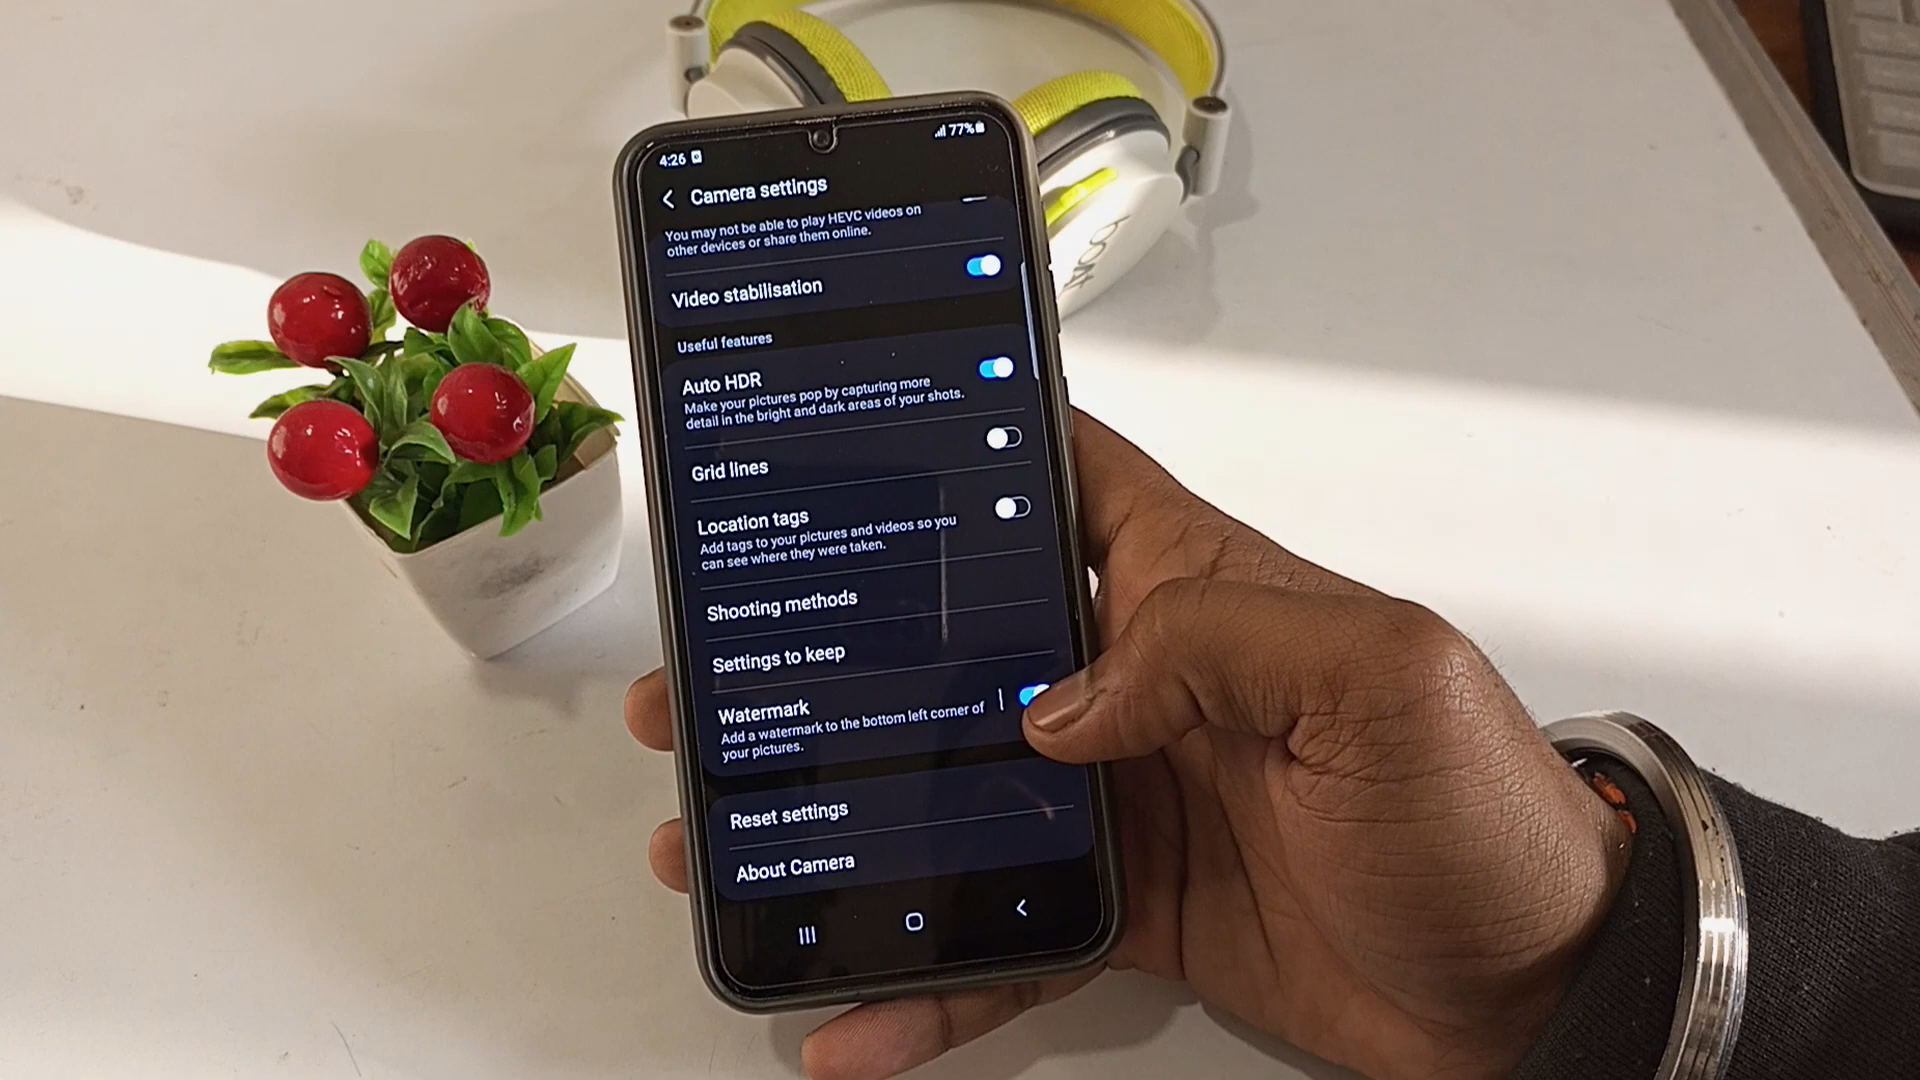 4:26
77%
Camera settings
You may not be able to play HEVC videos on
other devices or share them online.
Video stabilisation
Useful features
Auto HDR
Make your pictures pop by capturing more
detail in the bright and dark areas of your shots.
Grid lines
Location tags
Add tags to your pictures and videos so you
can see where they were taken.
Shooting methods
Settings to keep
Watermark
Add a watermark to the bottom left corner of
your pictures.
Reset settings
About Camera
boAt